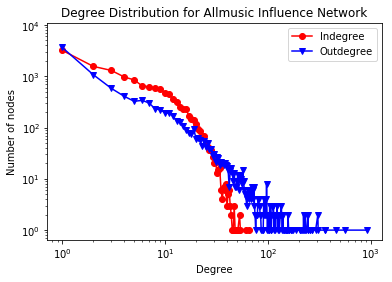 Degree Distribution for Allmusic Influence Network
Indegree
Outdegree
Number of nodes
10⁴
10³
10²
10¹
10⁰
10⁰
10¹
10²
10³
Degree